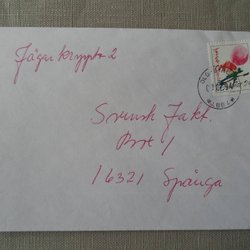 Jägarkrypto 2
Svensk Jakt
Box 1
16321 Spånga